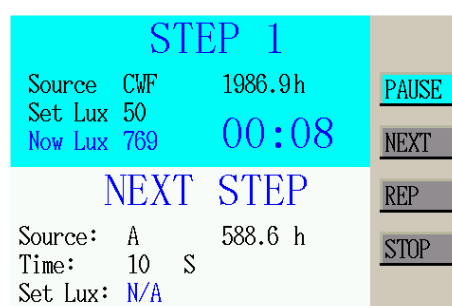 STEP 1
Source CWF 1986.9h
Set Lux 50
Now Lux 769 00:08
NEXT STEP
Source: A 588.6 h
Time: 10 S
Set Lux: N/A
PAUSE
NEXT
REP
STOP